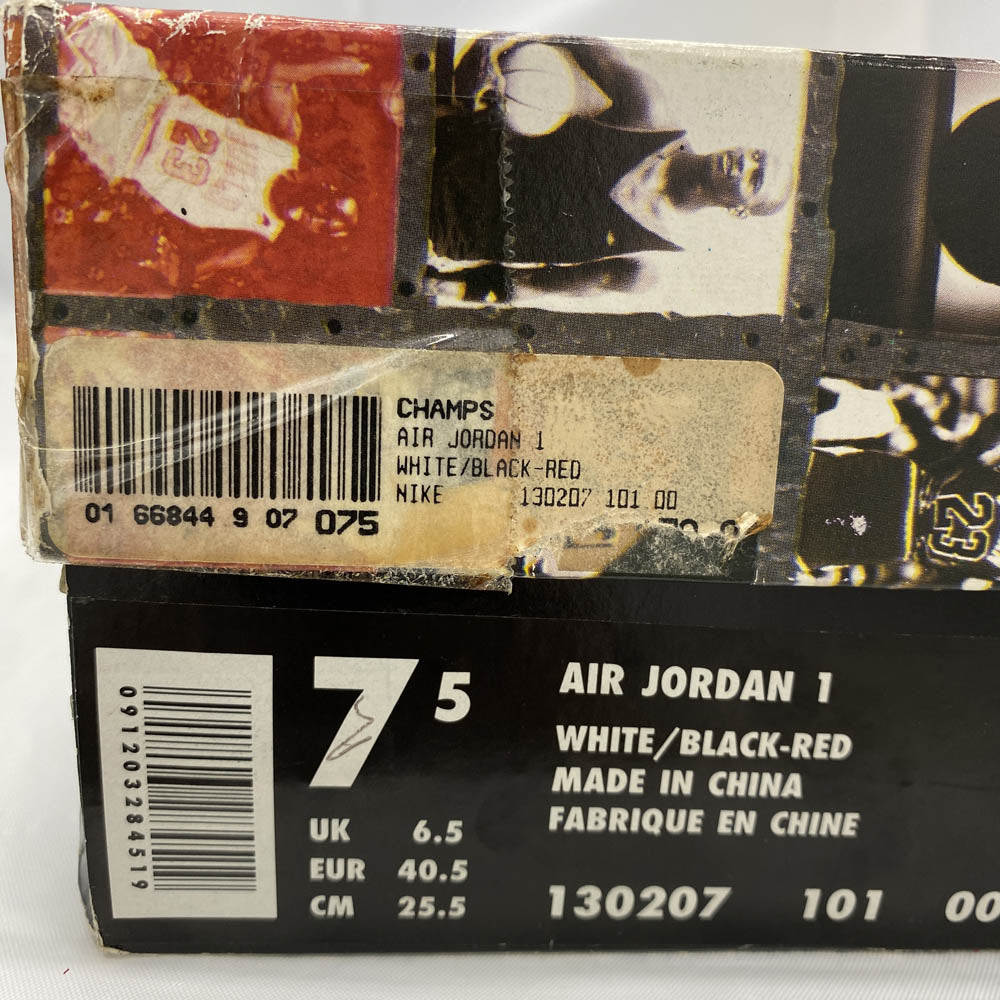 23
23
CHAMPS
AIR JORDAN 1
WHITE/BLACK-RED
NIKE 130207 101 00
01 66844 9 07 075
7 5
AIR JORDAN 1
WHITE/BLACK-RED
MADE IN CHINA
FABRIQUE EN CHINE
UK 6.5
EUR 40.5
CM 25.5
130207 101 00
091203284519